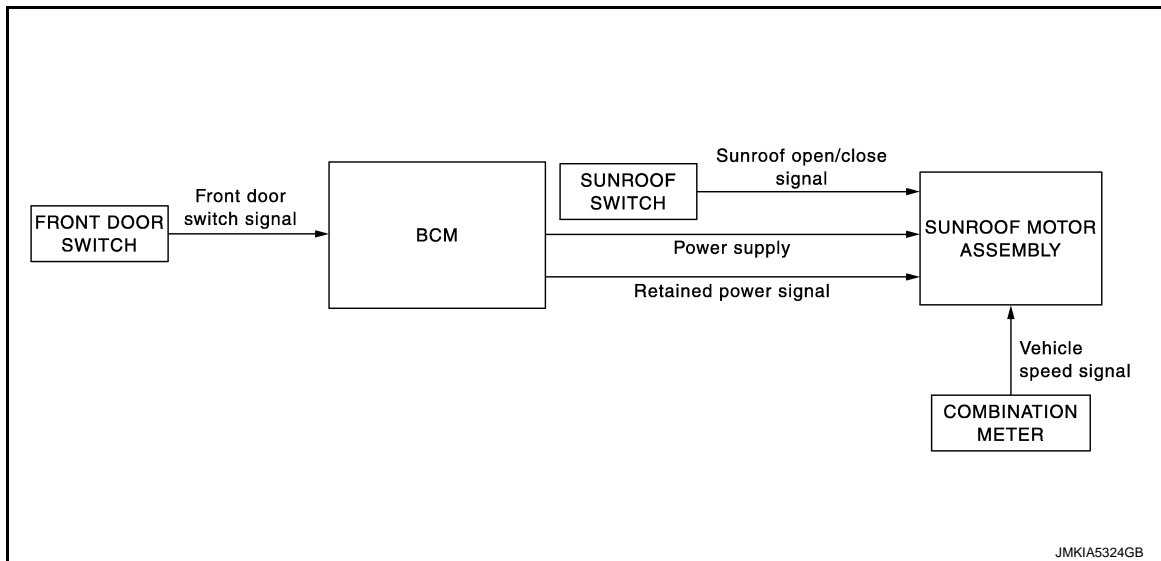 Front door
switch signal
FRONT DOOR
SWITCH
BCM
SUNROOF
SWITCH
Sunroof open/close
signal
Power supply
Retained power signal
SUNROOF MOTOR
ASSEMBLY
Vehicle
speed signal
COMBINATION
METER
JMKIA5324GB